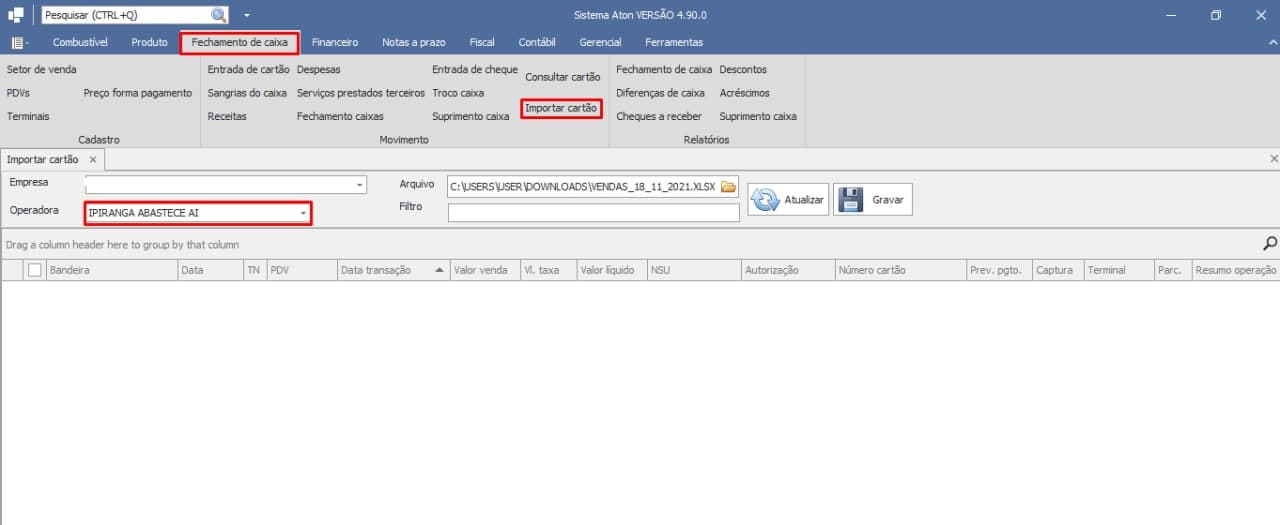 Pesquisar (CTRL+Q)
Sistema Aton VERSÃO 4.90.0
Combustível Produto Fechamento de caixa Financeiro Notas a prazo Fiscal Contábil Gerencial Ferramentas
Setor de venda
PDVs Preço forma pagamento
Terminais
Cadastro
Entrada de cartão Despesas Entrada de cheque Consultar cartão
Sangrias do caixa Serviços prestados terceiros Troco caixa Importar cartão
Receitas Fechamento caixas Suprimento caixa
Movimento
Fechamento de caixa Descontos
Diferenças de caixa Acréscimos
Cheques a receber Suprimento caixa
Relatórios
Importar cartão
Empresa Arquivo C:\USERS\USER\DOWNLOADS\VENDAS_18_11_2021.XLSX
Operadora IPIRANGA ABASTECE AI Filtro
Atualizar Gravar
Drag a column header here to group by that column
Bandeira Data TN PDV Data transação Valor venda Vl. taxa Valor líquido NSU Autorização Número cartão Prev. pgto. Captura Terminal Parc. Resumo operação